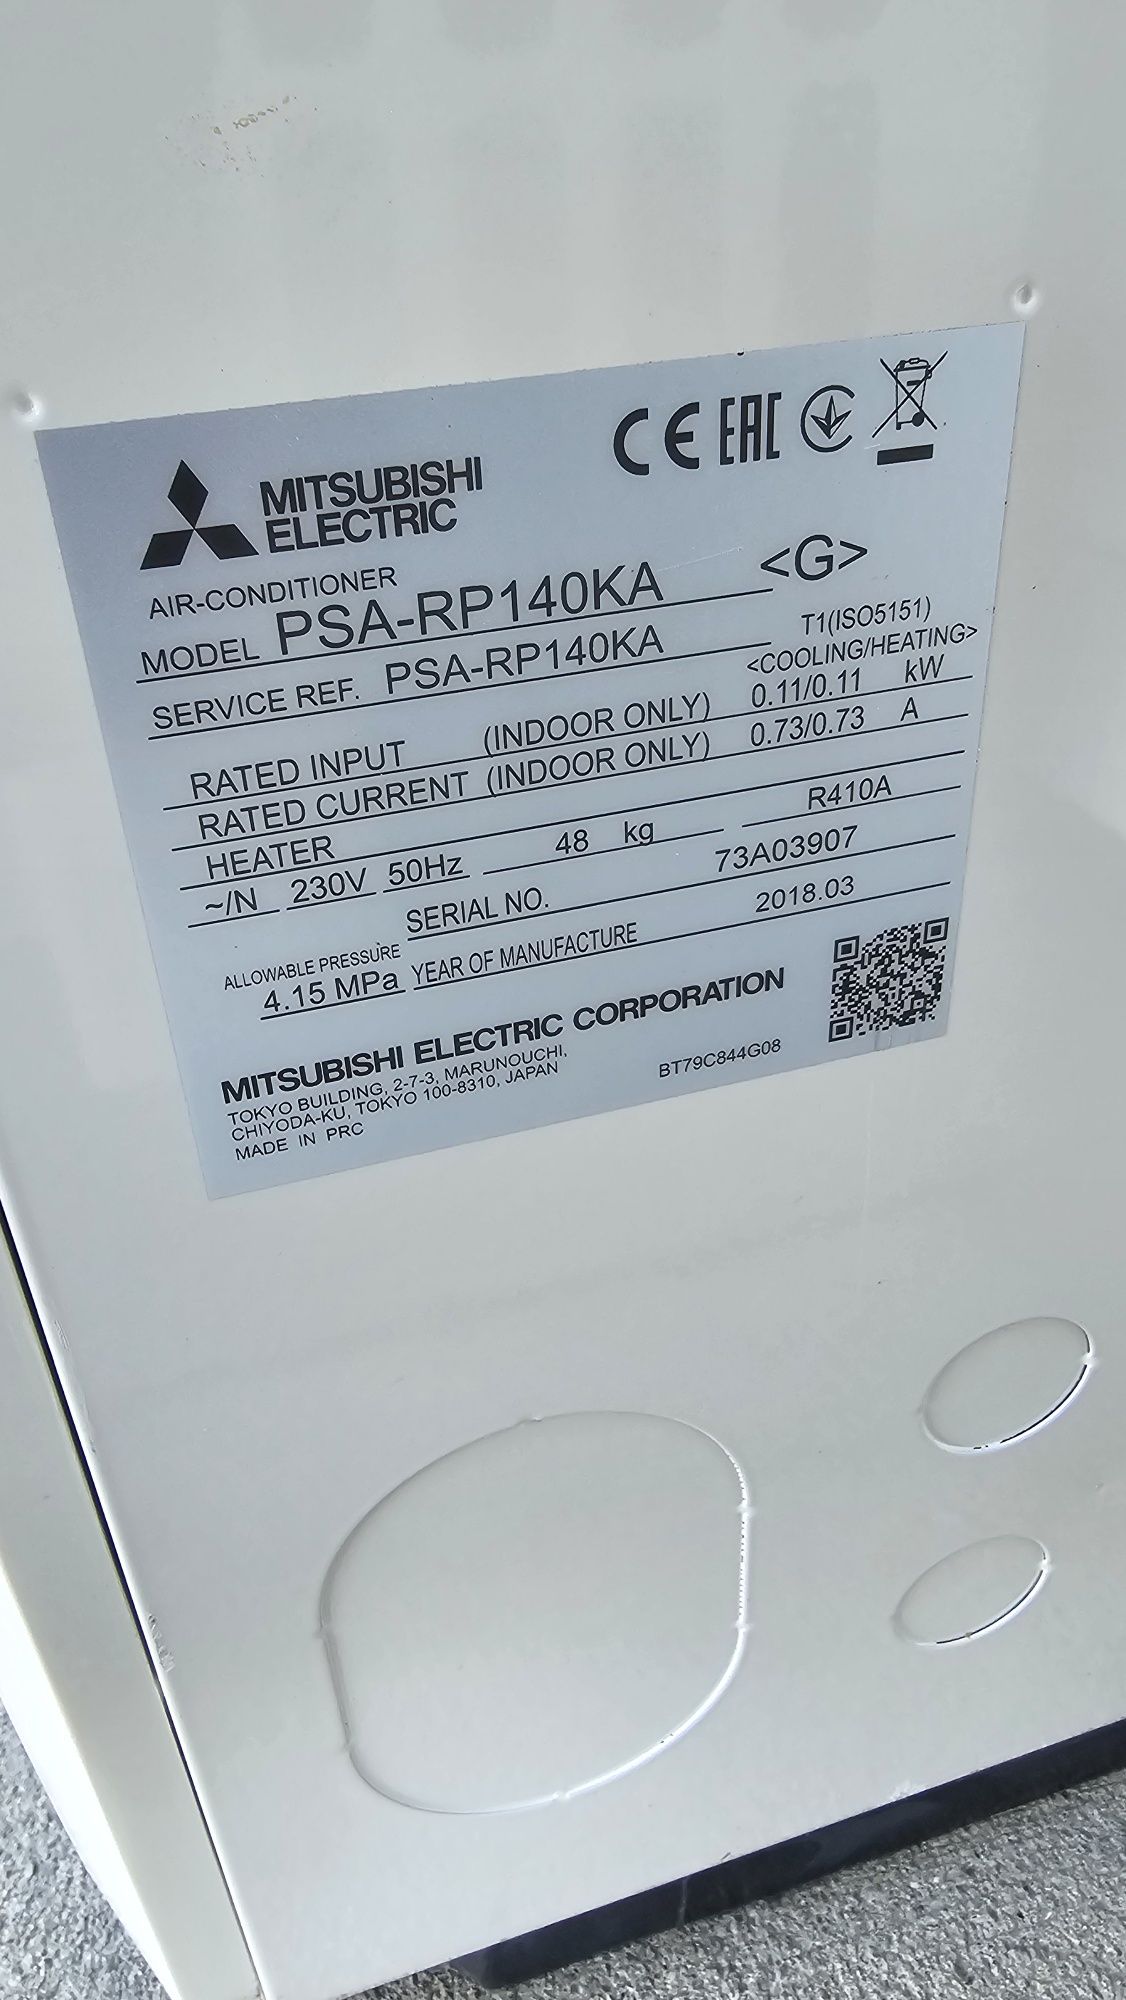 CE EAC
MITSUBISHI
ELECTRIC
AIR-CONDITIONER
MODEL PSA-RP140KA <G>
SERVICE REF. PSA-RP140KA T1(ISO5151)
<COOLING/HEATING>
RATED INPUT (INDOOR ONLY) 0.11/0.11 kW
RATED CURRENT (INDOOR ONLY) 0.73/0.73 A
HEATER
~/N 230V 50Hz 48 kg R410A
SERIAL NO. 73A03907
ALLOWABLE PRESSURE
4.15 MPa YEAR OF MANUFACTURE 2018.03
MITSUBISHI ELECTRIC CORPORATION
TOKYO BUILDING, 2-7-3, MARUNOUCHI,
CHIYODA-KU, TOKYO 100-8310, JAPAN
MADE IN PRC
BT79C844G08